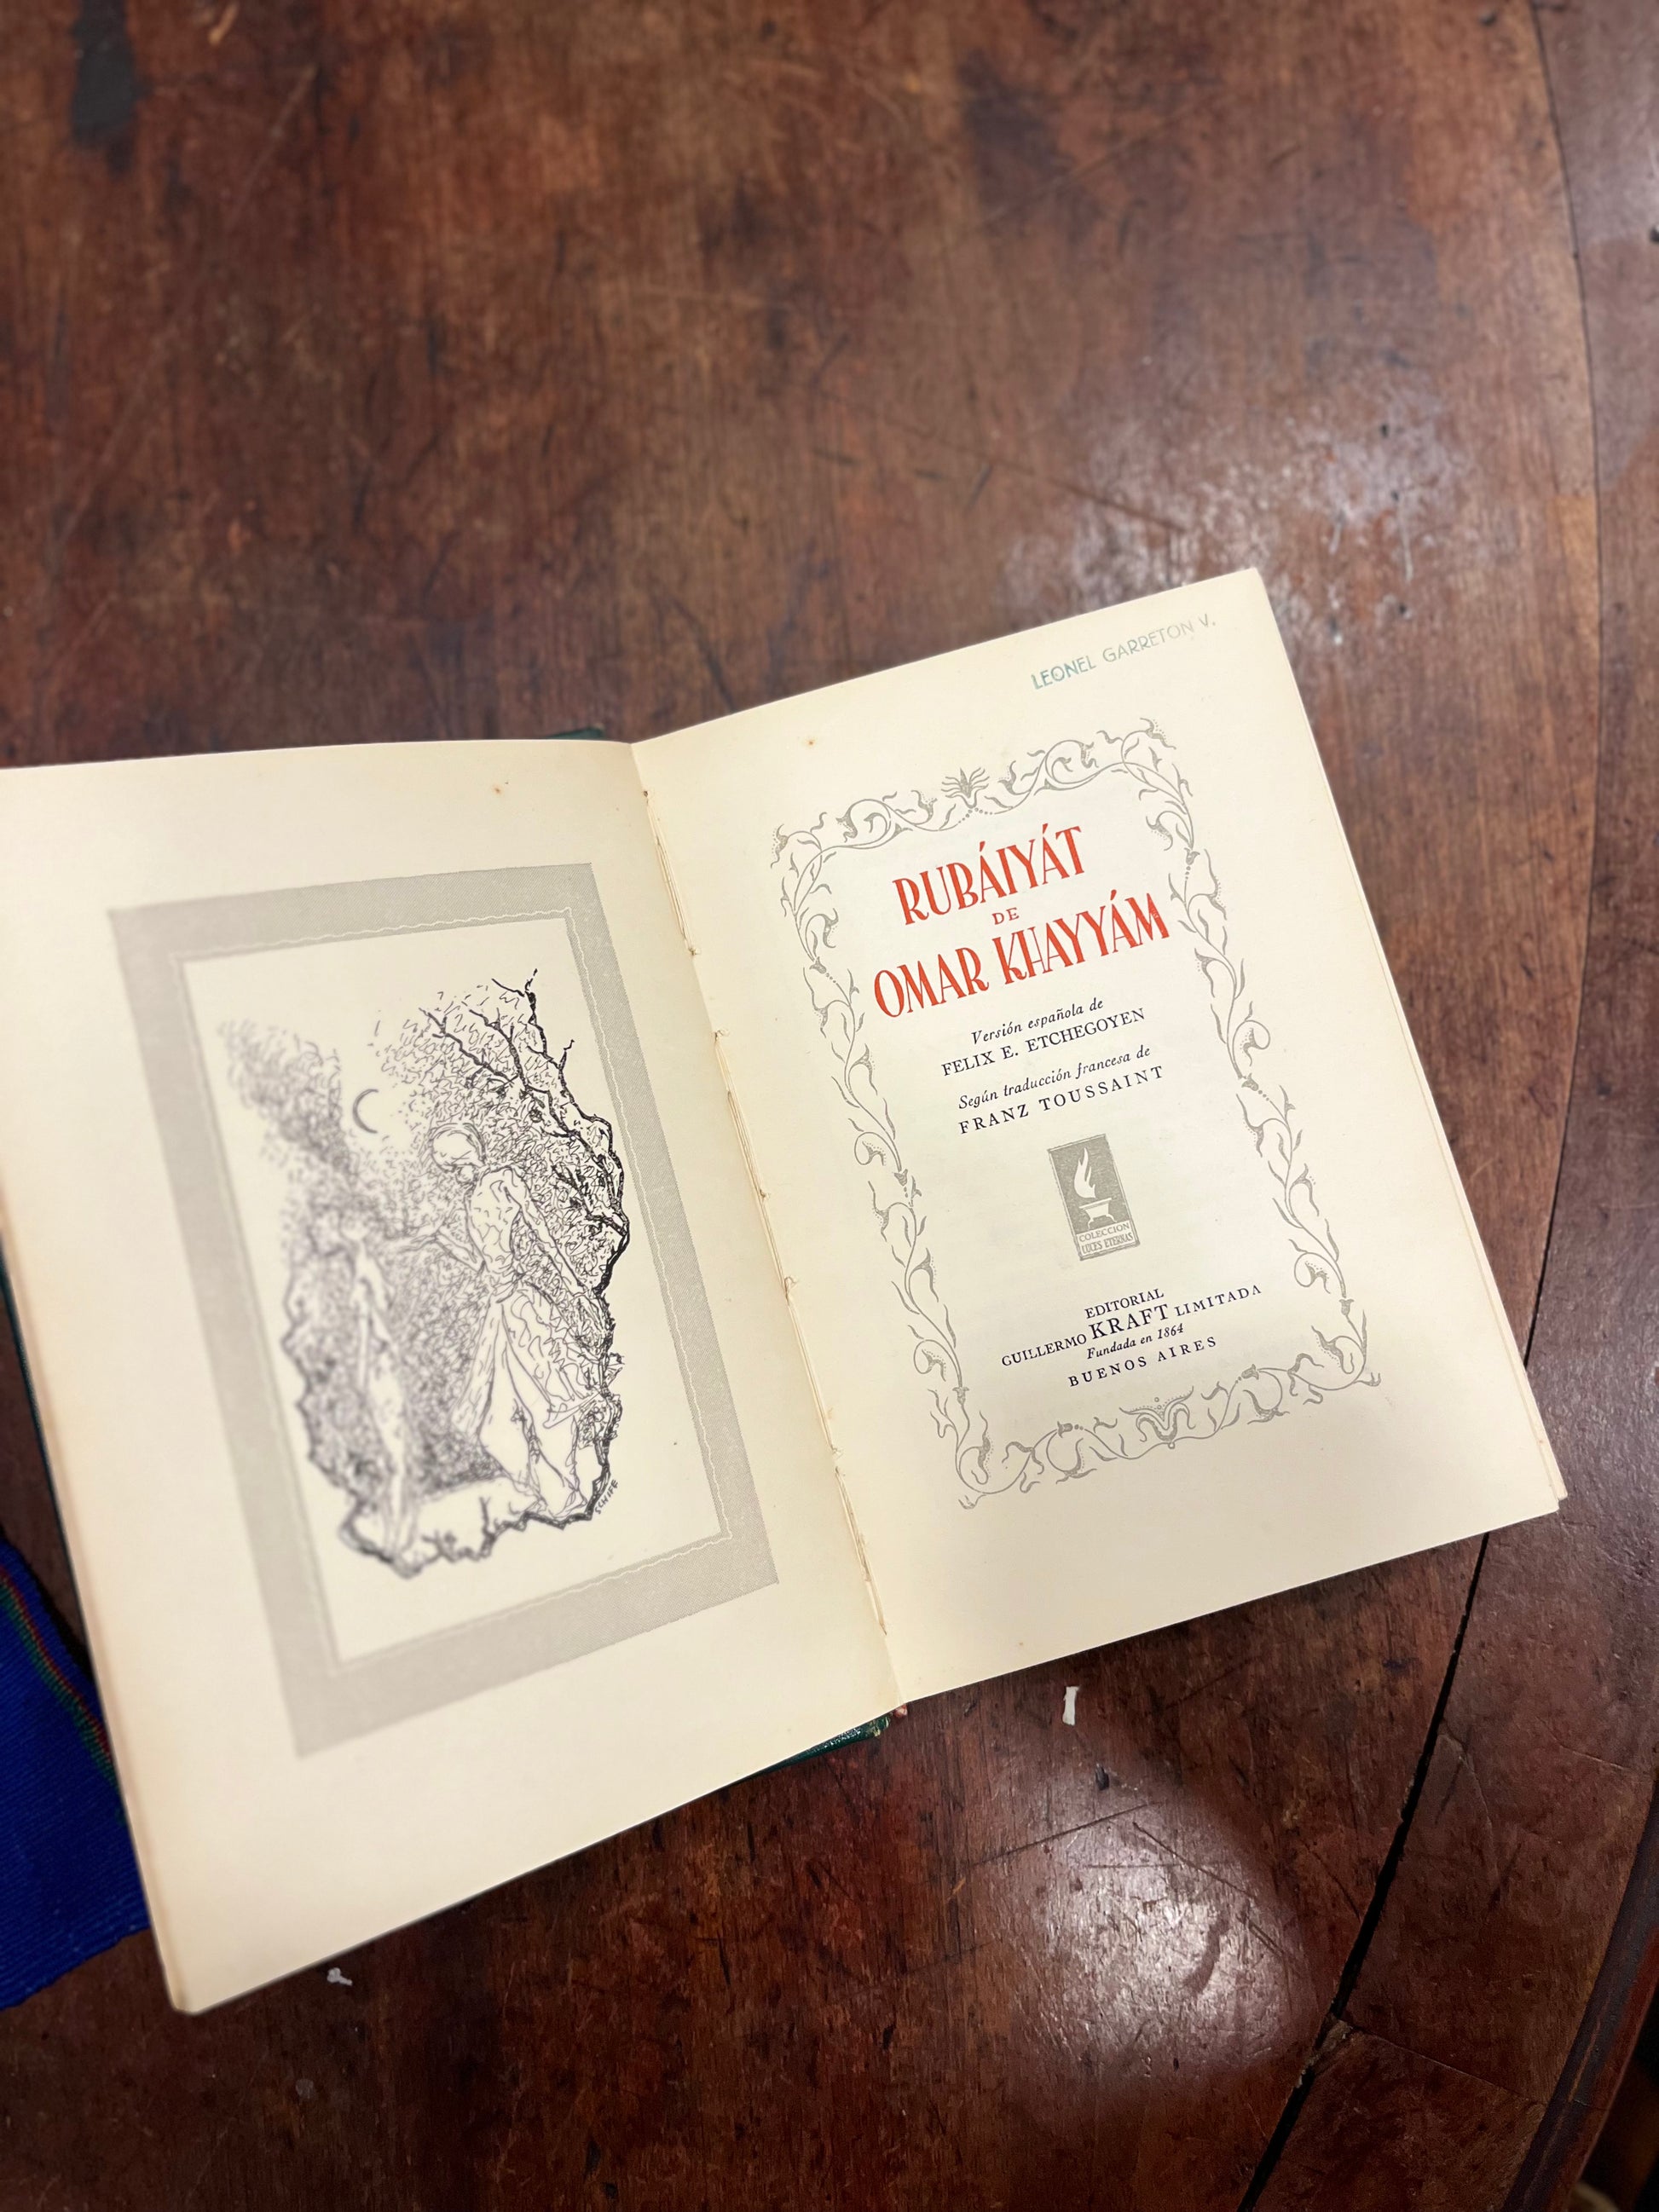 SCHIFF
LEONEL GARRETON V.
RUBÁIYÁT
DE
OMAR KHAYYÁM
Versión española de
FELIX E. ETCHEGOYEN
Según traducción francesa de
FRANZ TOUSSAINT
COLECCION
LUCES ETERNAS
EDITORIAL
GUILLERMO KRAFT LIMITADA
Fundada en 1864
BUENOS AIRES